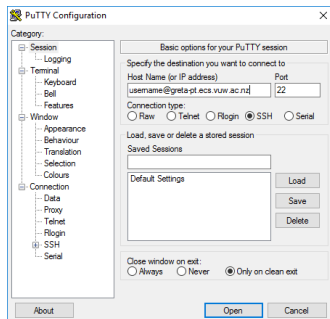 PuTTY Configuration
Category:
Session
Logging
Terminal
Keyboard
Bell
Features
Window
Appearance
Behaviour
Translation
Selection
Colours
Connection
Data
Proxy
Telnet
Rlogin
SSH
Serial
Basic options for your PuTTY session
Specify the destination you want to connect to
Host Name (or IP address) Port
username@greta-pt.ecs.vuw.ac.nz 22
Connection type:
Raw Telnet Rlogin SSH Serial
Load, save or delete a stored session
Saved Sessions
Default Settings
Load
Save
Delete
Close window on exit:
Always Never Only on clean exit
About Open Cancel